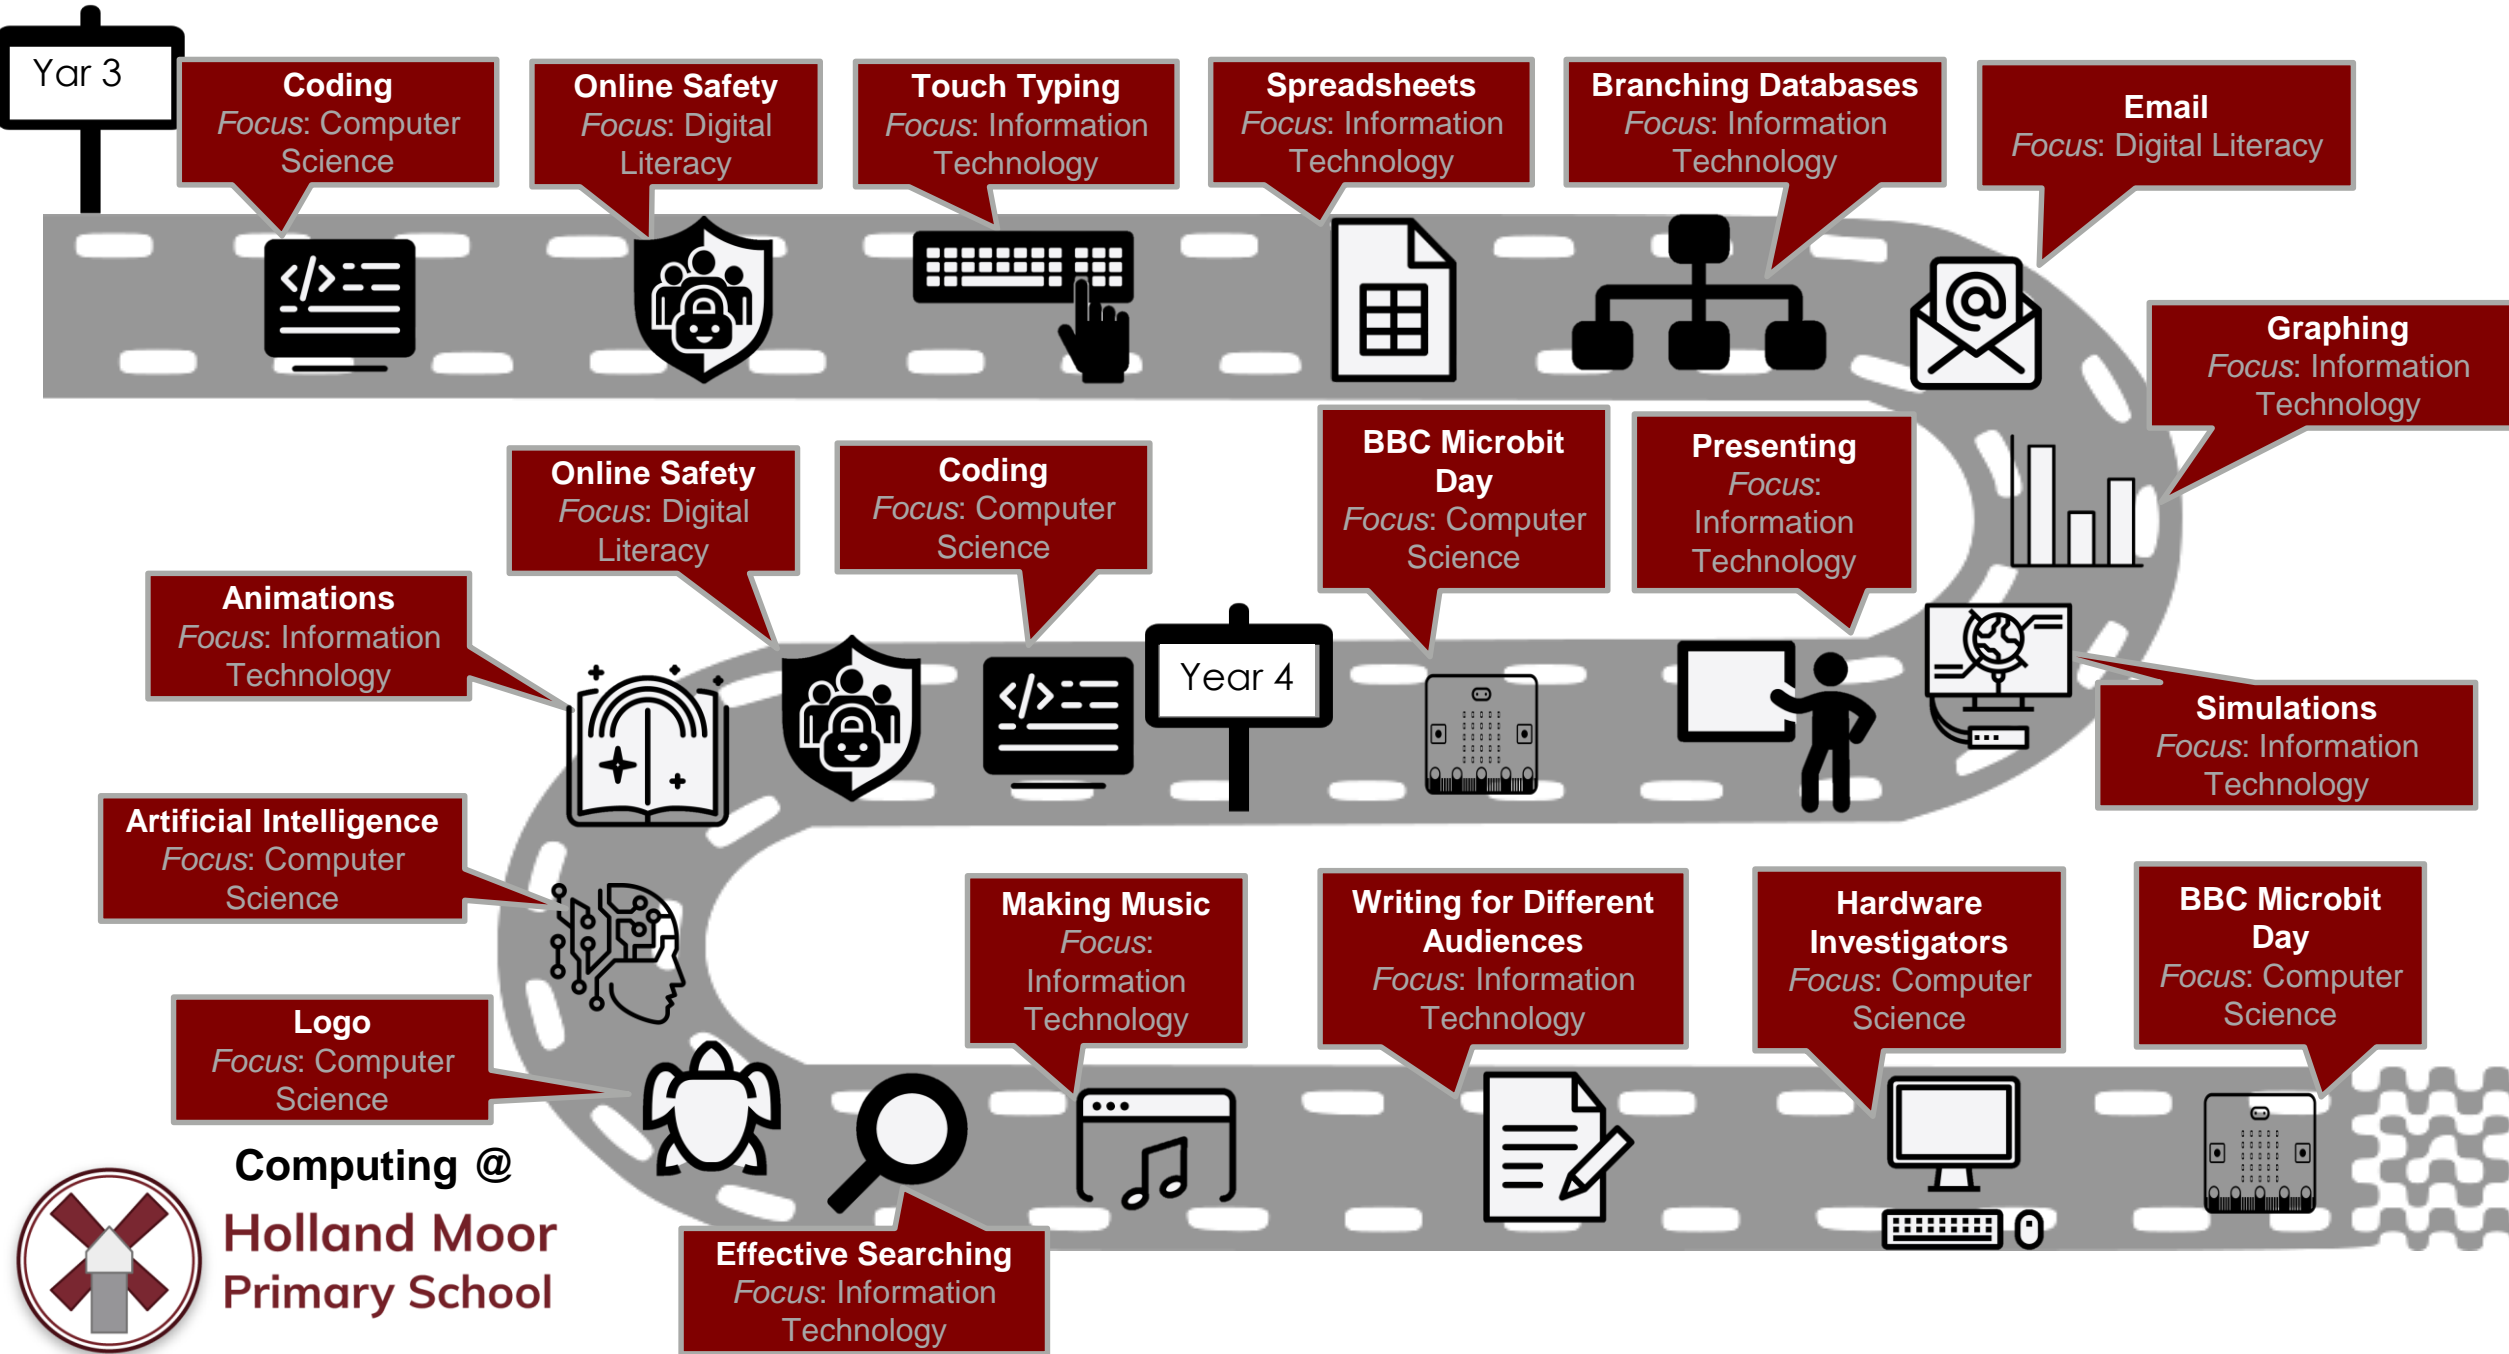 Yar 3
Coding
Focus: Computer
Science
Online Safety
Focus: Digital
Literacy
Touch Typing
Focus: Information
Technology
Spreadsheets
Focus: Information
Technology
Branching Databases
Focus: Information
Technology
Email
Focus: Digital Literacy
Graphing
Focus: Information
Technology
Simulations
Focus: Information
Technology
Presenting
Focus:
Information
Technology
BBC Microbit
Day
Focus: Computer
Science
Year 4
Coding
Focus: Computer
Science
Online Safety
Focus: Digital
Literacy
Animations
Focus: Information
Technology
Artificial Intelligence
Focus: Computer
Science
Logo
Focus: Computer
Science
Effective Searching
Focus: Information
Technology
Making Music
Focus:
Information
Technology
Writing for Different
Audiences
Focus: Information
Technology
Hardware
Investigators
Focus: Computer
Science
BBC Microbit
Day
Focus: Computer
Science
Computing @
Holland Moor
Primary School